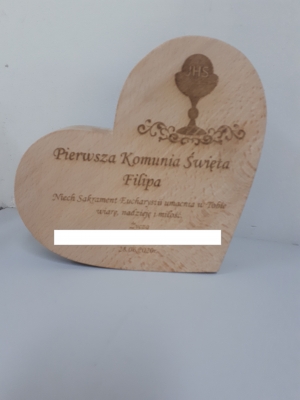 IHS
Pierwsza Komunia Święta
Filipa
Niech Sakrament Eucharystii umacnia w Tobie
wiarę, nadzieję i miłość